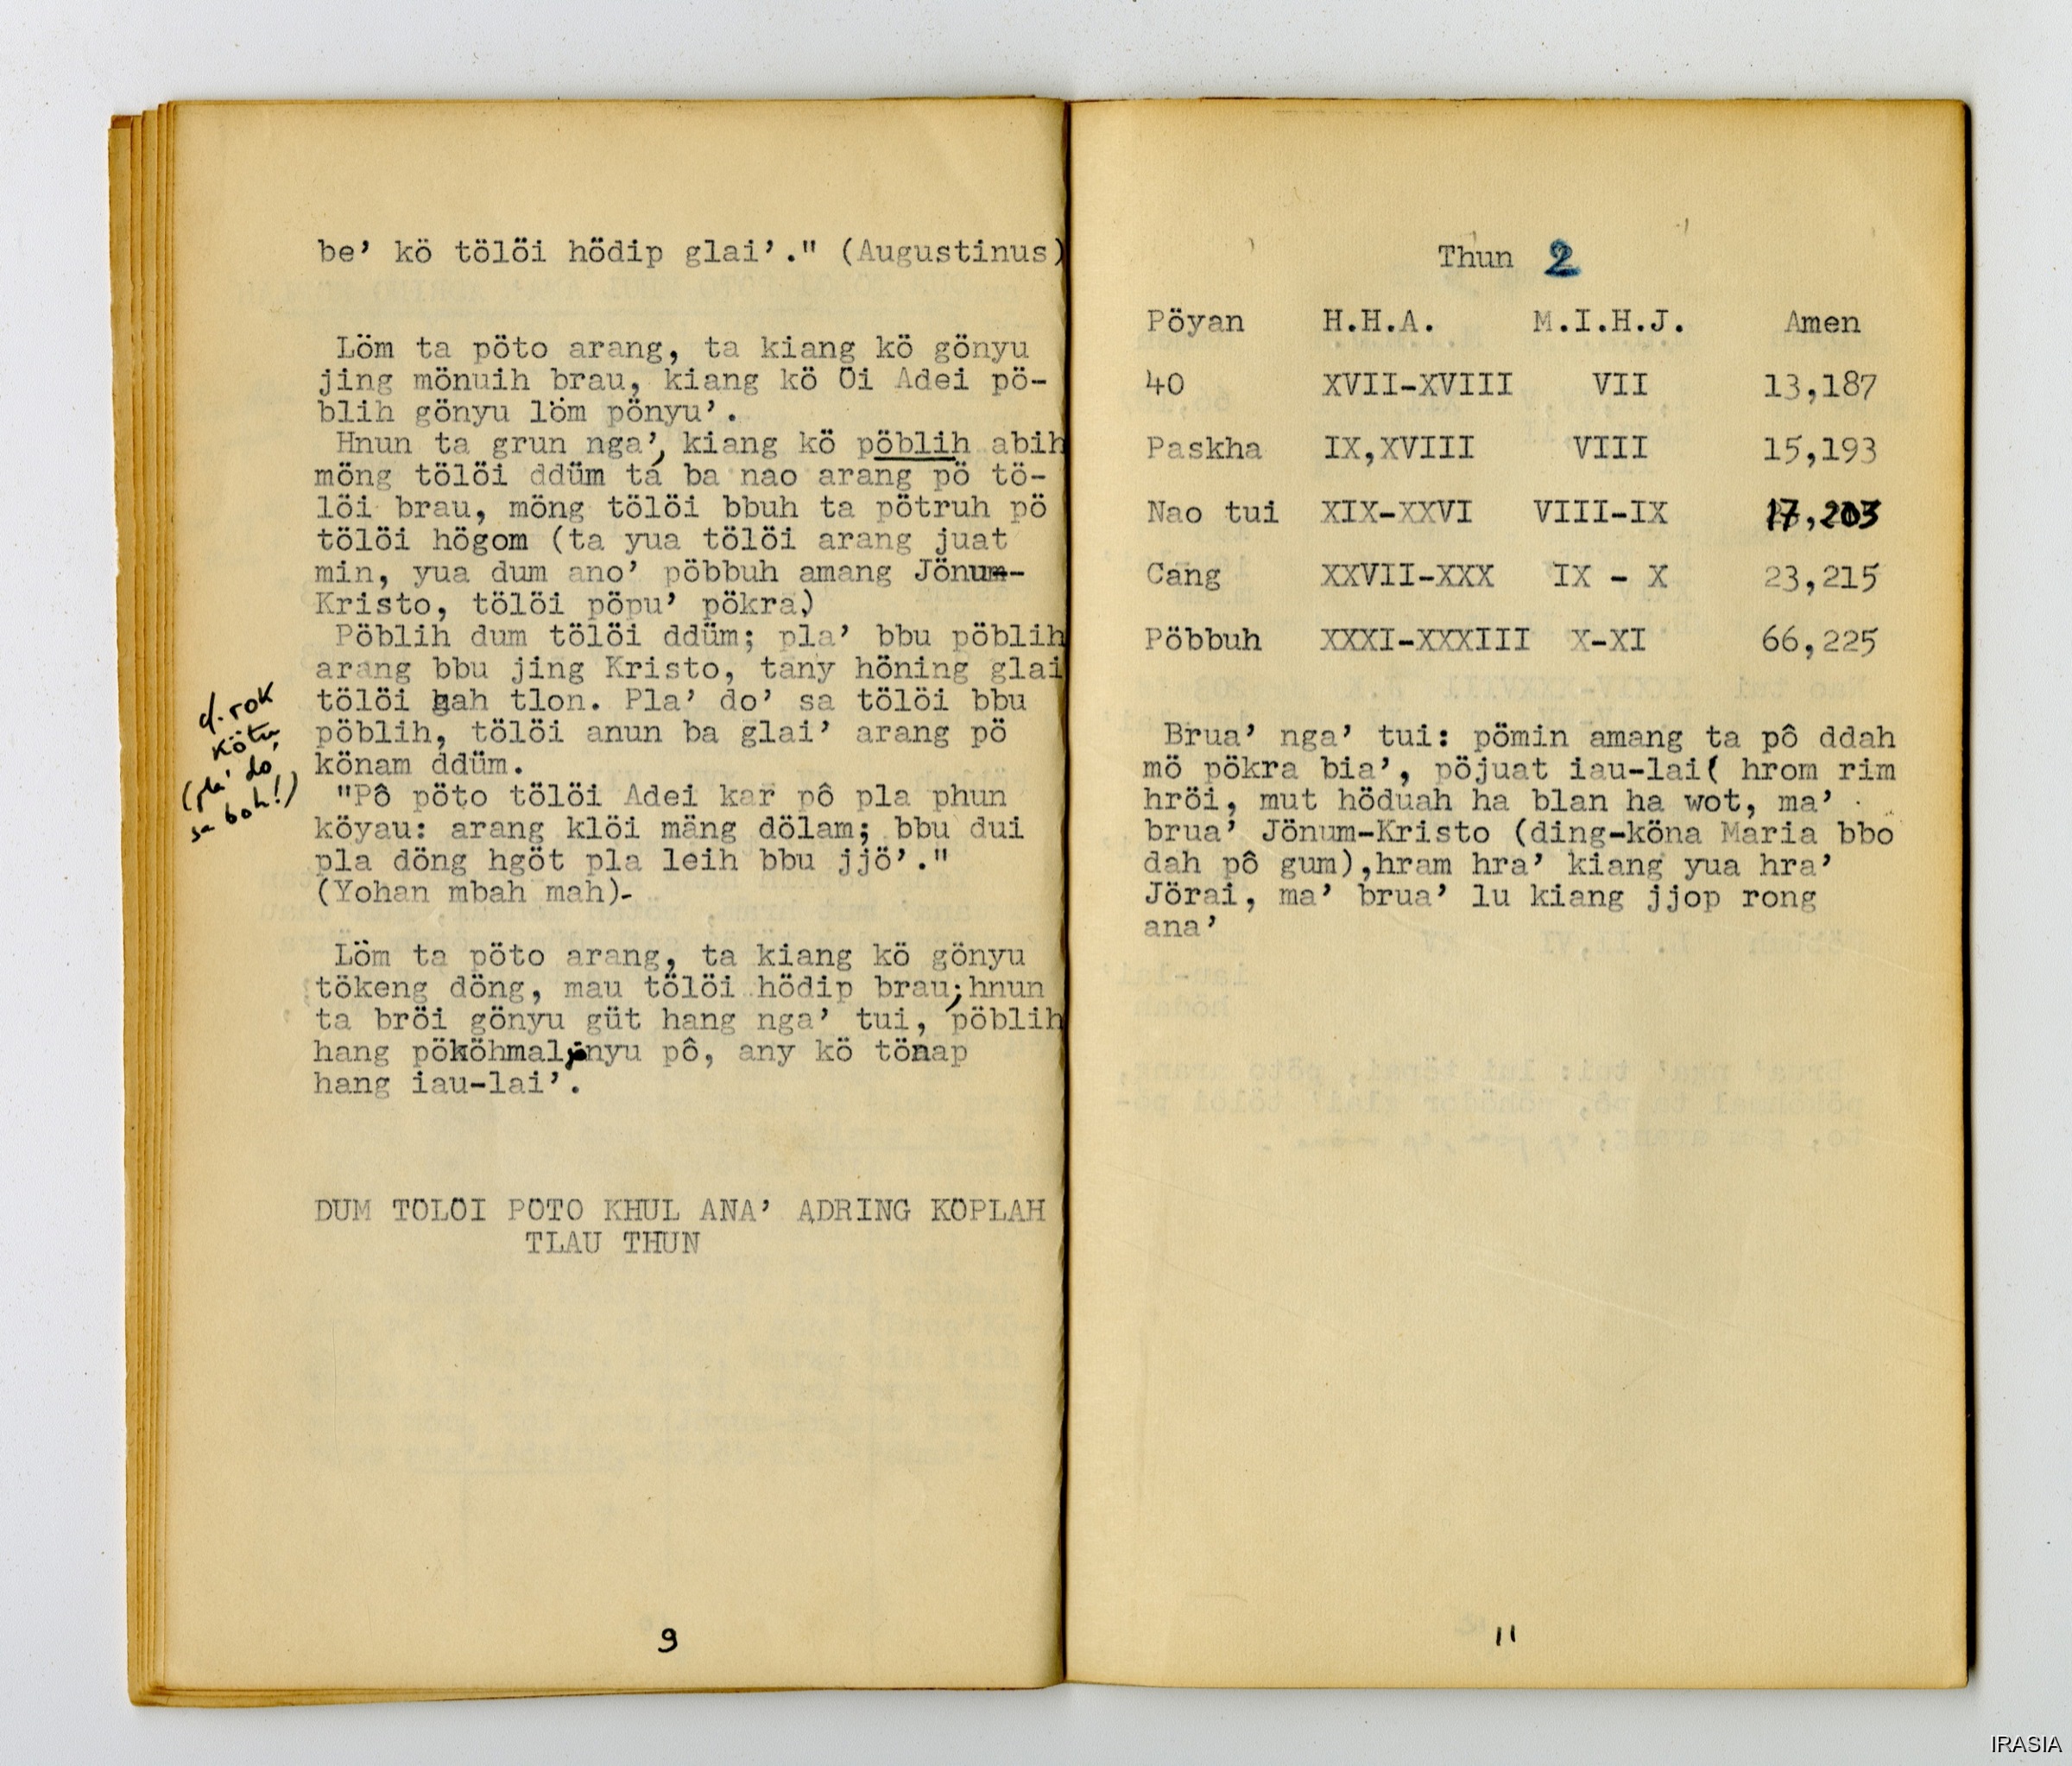 be’ kö tölöi hödip glai’." (Augustinus)
Löm ta pöto arang, ta kiang kö gönyu
jing mönuih brau, kiang kö Öi Adei pö-
blih gönyu löm pönyu’.
Hnun ta grun nga’, kiang kö pöblih abih
möng tölöi ddüm ta ba nao arang pö tö-
löi brau, möng tölöi bbuh ta pötruh pö
tölöi högom (ta yua tölöi arang juat
min, yua dum ano’ pöbbuh amang Jönum-
Kristo, tölöi pöpu’ pökra)
Pöblih dum tölöi ddüm; pla’ bbu pöblih
arang bbu jing Kristo, tany höning glai
tölöi hah tlon. Pla’ do’ sa tölöi bbu
pöblih, tölöi anun ba glai’ arang pö
könam ddüm.
"Pô pöto tölöi Adei kar pô pla phun
köyau: arang klöi mäng dölam; bbu dui
pla döng hgöt pla leih bbu jjö’."
(Yohan mbah mah)-
Löm ta pöto arang, ta kiang kö gönyu
tökeng döng, mau tölöi hödip brau; hnun
ta bröi gönyu güt hang nga’ tui, pöblih
hang pököhmal jönyu pô, any kö tönap
hang iau-lai’.
DUM TÖLÖI PÖTO KHUL ANA’ ADRING KÖPLAH
TLAU THUN
rok
kötu
(pla’ do’
sa boh!)
9
Thun 2
Pöyan H.H.A. M.I.H.J. Amen
40 XVII-XVIII VII 13,187
Paskha IX,XVIII VIII 15,193
Nao tui XIX-XXVI VIII-IX 17,203
Cang XXVII-XXX IX - X 23,215
Pöbbuh XXXI-XXXIII X-XI 66,225
Brua’ nga’ tui: pömin amang ta pô ddah
mö pökra bia’, pöjuat iau-lai( hrom rim
hröi, mut höduah ha blan ha wot, ma’
brua’ Jönum-Kristo (ding-köna Maria bbo
dah pô gum),hram hra’ kiang yua hra’
Jörai, ma’ brua’ lu kiang jjop rong
ana’
11
IRASIA